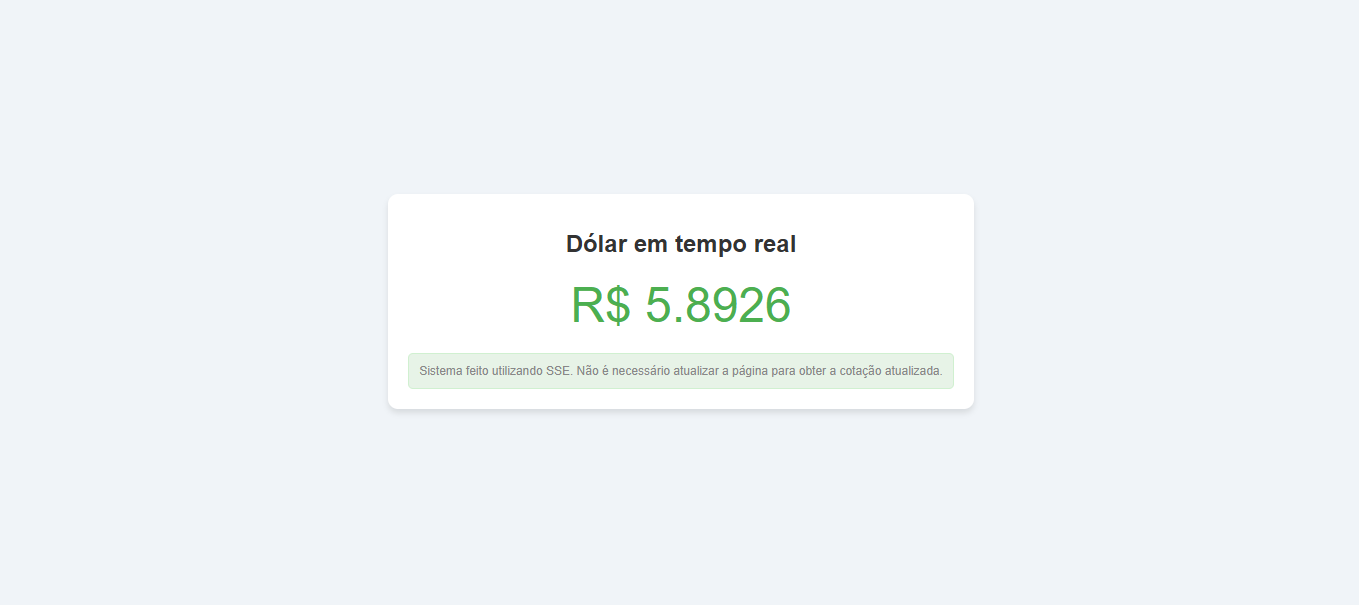 Dólar em tempo real
R$ 5.8926
Sistema feito utilizando SSE. Não é necessário atualizar a página para obter a cotação atualizada.